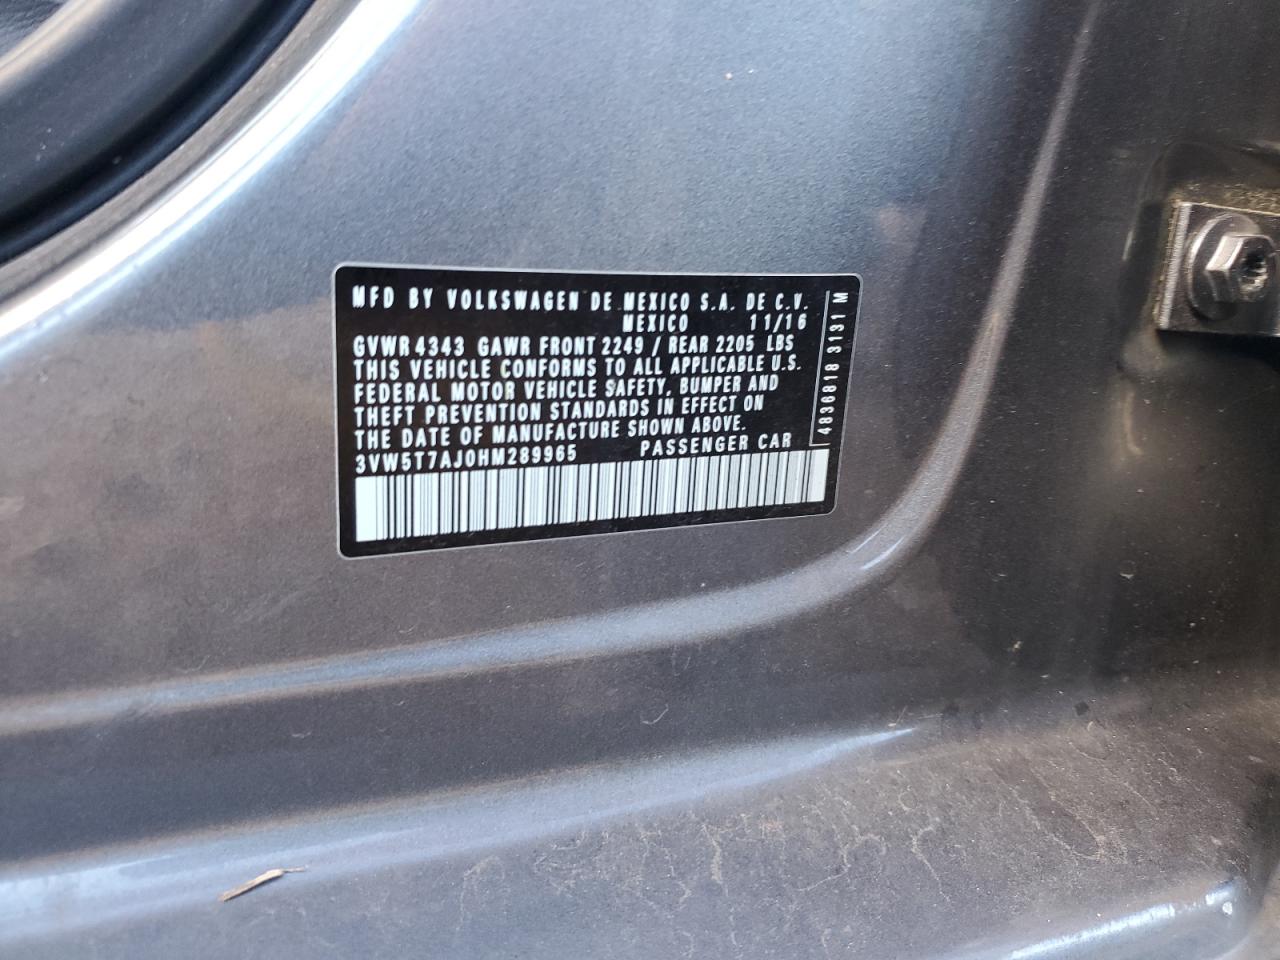 MFD BY VOLKSWAGEN DE MEXICO S.A. DE C.V.
MEXICO 11/16
GVWR 4343 GAWR FRONT 2249 / REAR 2205 LBS
THIS VEHICLE CONFORMS TO ALL APPLICABLE U.S.
FEDERAL MOTOR VEHICLE SAFETY, BUMPER AND
THEFT PREVENTION STANDARDS IN EFFECT ON
THE DATE OF MANUFACTURE SHOWN ABOVE.
3VW5T7AJ0HM289965 PASSENGER CAR
4836818 3131 M